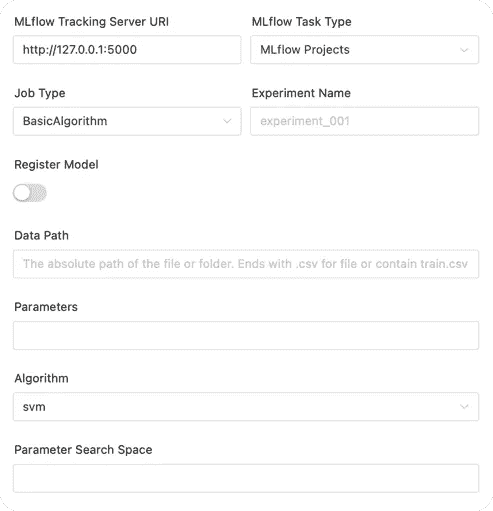 MLflow Tracking Server URI
MLflow Task Type
http://127.0.0.1:5000
MLflow Projects
Job Type
Experiment Name
BasicAlgorithm
experiment_001
Register Model
Data Path
The absolute path of the file or folder. Ends with .csv for file or contain train.csv
Parameters
Algorithm
svm
Parameter Search Space